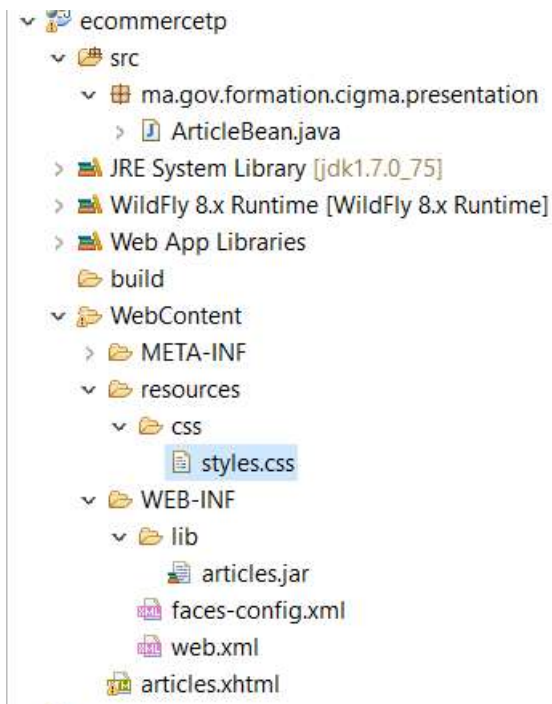 ecommercetp
src
ma.gov.formation.cigma.presentation
ArticleBean.java
JRE System Library [jdk1.7.0_75]
WildFly 8.x Runtime [WildFly 8.x Runtime]
Web App Libraries
build
WebContent
META-INF
resources
css
styles.css
WEB-INF
lib
articles.jar
faces-config.xml
web.xml
articles.xhtml